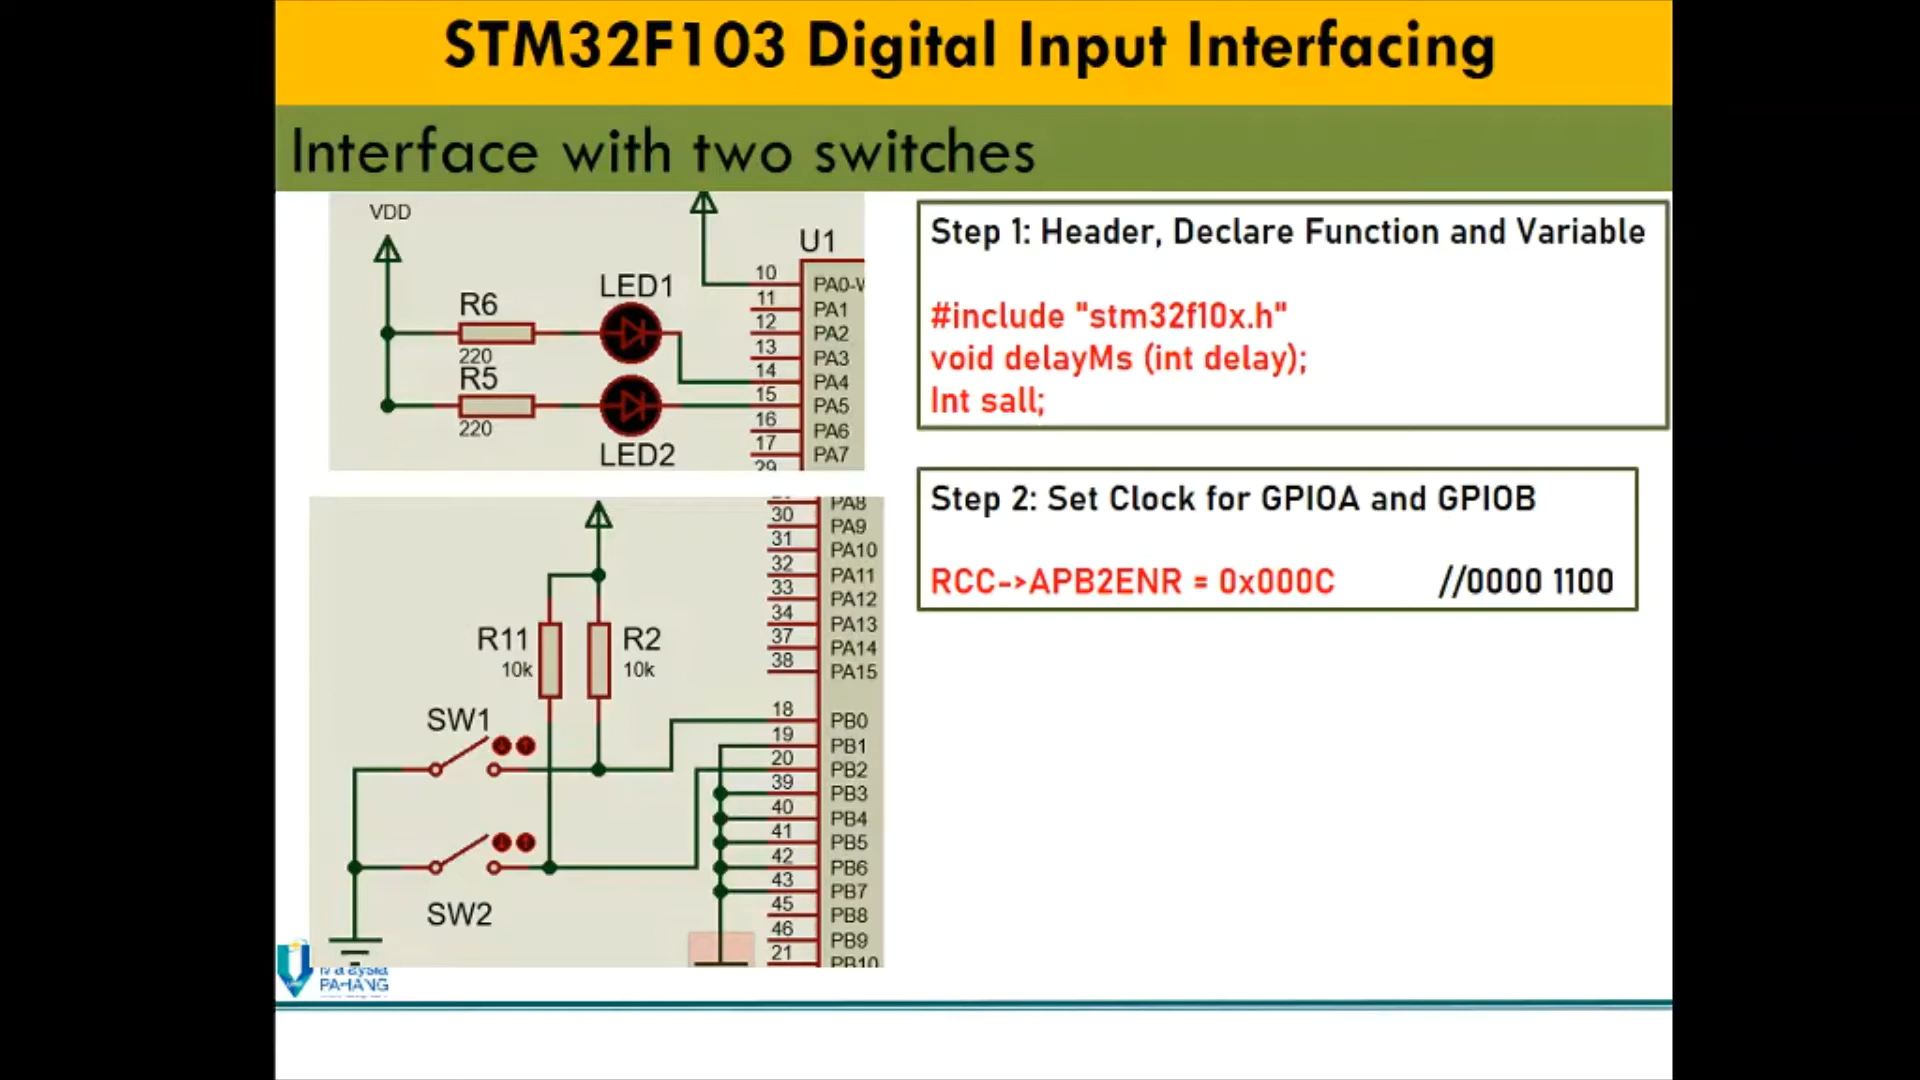 STM32F103 Digital Input Interfacing
Interface with two switches
VDD
R6
220
R5
220
LED1
LED2
U1
10 PA0-W
11 PA1
12 PA2
13 PA3
14 PA4
15 PA5
16 PA6
17 PA7
29
PA8
30 PA9
31 PA10
32 PA11
33 PA12
34 PA13
37 PA14
38 PA15
R11
10k
R2
10k
SW1
SW2
18 PB0
19 PB1
20 PB2
39 PB3
40 PB4
41 PB5
42 PB6
43 PB7
45 PB8
46 PB9
21 PB10
Step 1: Header, Declare Function and Variable
#include "stm32f10x.h"
void delayMs (int delay);
Int sall;
Step 2: Set Clock for GPIOA and GPIOB
RCC->APB2ENR = 0x000C //0000 1100
Malaysia
PAHANG